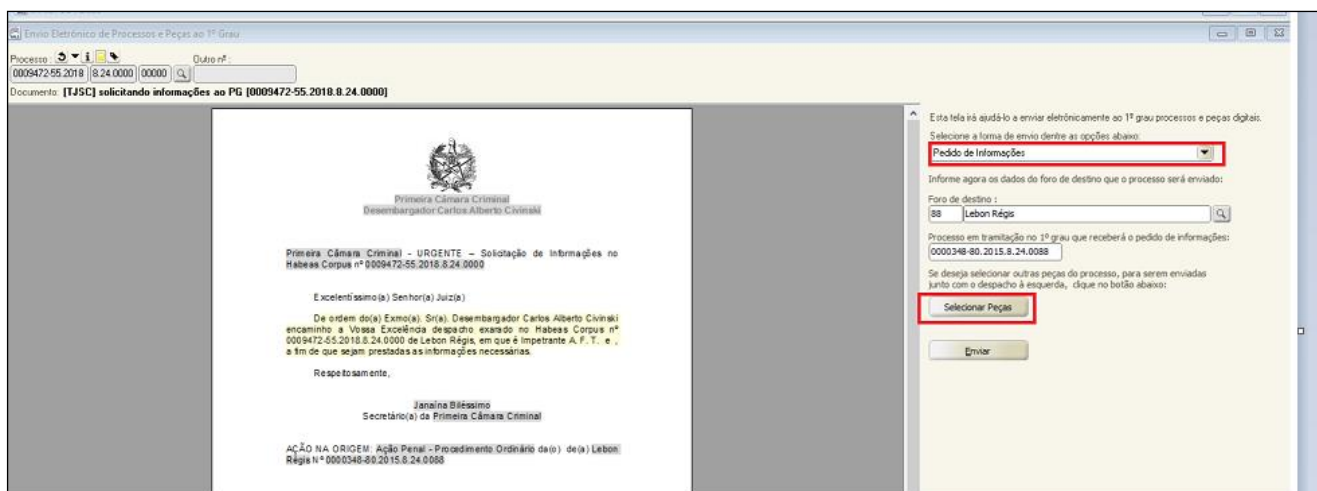 Envio Eletrônico de Processos e Peças ao 1º Grau
Processo:
Outro nº:
0009472-55.2018 8.24.0000 00000
Documento: [TJSC] solicitando informações ao PG [0009472-55.2018.8.24.0000]
Primeira Câmara Criminal
Desembargador Carlos Alberto Civinski
Primeira Câmara Criminal - URGENTE – Solicitação de Informações no
Habeas Corpus nº 0009472-55.2018.8.24.0000
Excelentíssimo(a) Senhor(a) Juiz(a)
De ordem do(a) Exmo(a). Sr(a). Desembargador Carlos Alberto Civinski
encaminho a Vossa Excelência despacho exarado no Habeas Corpus nº
0009472-55.2018.8.24.0000 de Lebon Régis, em que é Impetrante A. F. T. e ,
a fim de que sejam prestadas as informações necessárias.
Respeitosamente,
Janaína Biléssimo
Secretário(a) da Primeira Câmara Criminal
AÇÃO NA ORIGEM: Ação Penal - Procedimento Ordinário da(o) de(a) Lebon
Régis Nº 0000348-80.2015.8.24.0088
Esta tela irá ajudá-lo a enviar eletrônicamente ao 1º grau processos e peças digitais.
Selecione a forma de envio dentre as opções abaixo:
Pedido de Informações
Informe agora os dados do foro de destino que o processo será enviado:
Foro de destino :
88 Lebon Régis
Processo em tramitação no 1º grau que receberá o pedido de informações:
0000348-80.2015.8.24.0088
Se deseja selecionar outras peças do processo, para serem enviadas
junto com o despacho à esquerda, clique no botão abaixo:
Selecionar Peças
Enviar